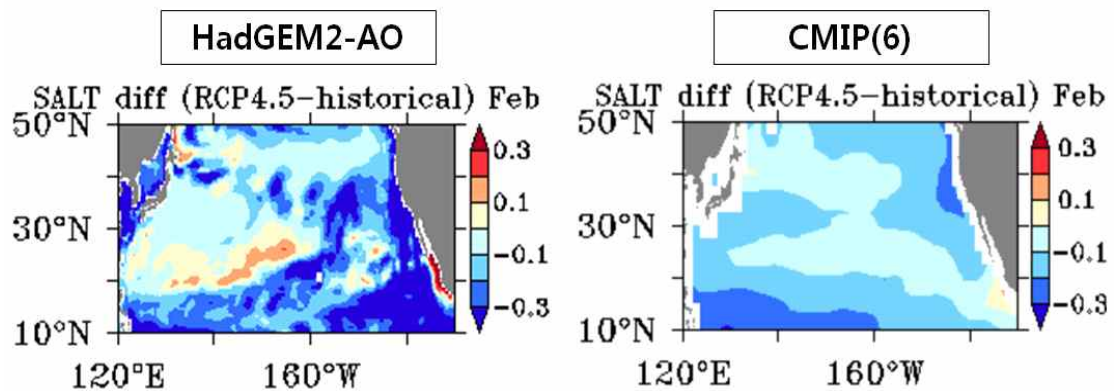 HadGEM2-AO
SALT diff (RCP4.5-historical) Feb
50°N
30°N
10°N
120°E
160°W
0.3
0.1
-0.1
-0.3
CMIP(6)
SALT diff (RCP4.5-historical) Feb
50°N
30°N
10°N
120°E
160°W
0.3
0.1
-0.1
-0.3